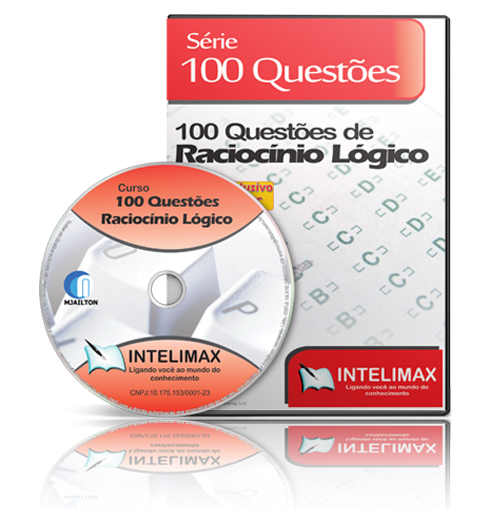 Série
100 Questões
100 Questões de
Raciocínio Lógico
INTELIMAX
Ligando você ao mundo do
conhecimento
Curso
100 Questões
Raciocínio Lógico
MJAILTON
INTELIMAX
Ligando você ao mundo do
conhecimento
CNPJ:10.175.153/0001-23